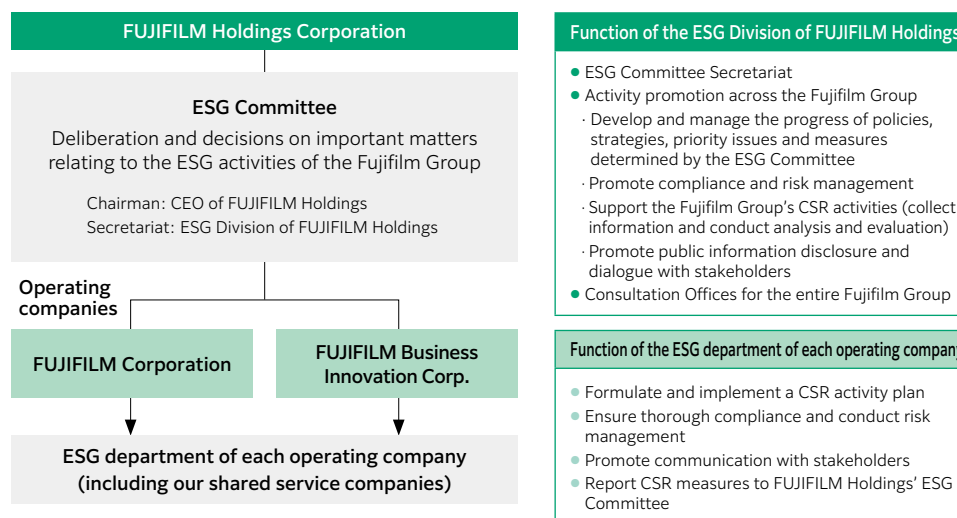 FUJIFILM Holdings Corporation
ESG Committee
Deliberation and decisions on important matters
relating to the ESG activities of the Fujifilm Group
Chairman: CEO of FUJIFILM Holdings
Secretariat: ESG Division of FUJIFILM Holdings
Operating
companies
FUJIFILM Corporation
FUJIFILM Business
Innovation Corp.
ESG department of each operating company
(including our shared service companies)
Function of the ESG Division of FUJIFILM Holdings
• ESG Committee Secretariat
• Activity promotion across the Fujifilm Group
· Develop and manage the progress of policies,
strategies, priority issues and measures
determined by the ESG Committee
· Promote compliance and risk management
· Support the Fujifilm Group's CSR activities (collect
information and conduct analysis and evaluation)
· Promote public information disclosure and
dialogue with stakeholders
• Consultation Offices for the entire Fujifilm Group
Function of the ESG department of each operating company
• Formulate and implement a CSR activity plan
• Ensure thorough compliance and conduct risk
management
• Promote communication with stakeholders
• Report CSR measures to FUJIFILM Holdings' ESG
Committee